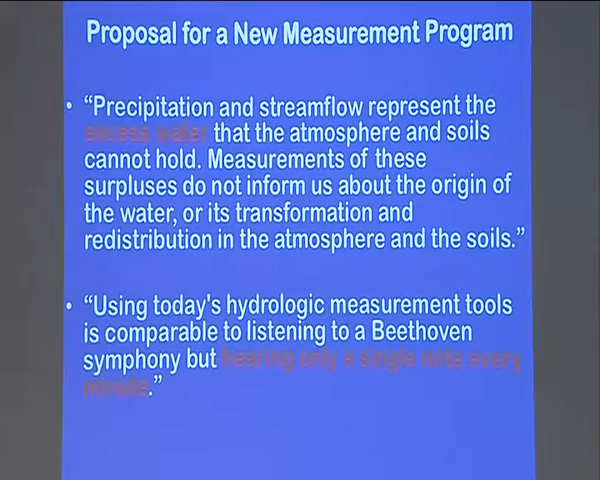 Proposal for a New Measurement Program
• “Precipitation and streamflow represent the
excess water that the atmosphere and soils
cannot hold. Measurements of these
surpluses do not inform us about the origin of
the water, or its transformation and
redistribution in the atmosphere and the soils.”
• “Using today's hydrologic measurement tools
is comparable to listening to a Beethoven
symphony but hearing only a single note every
minute.”